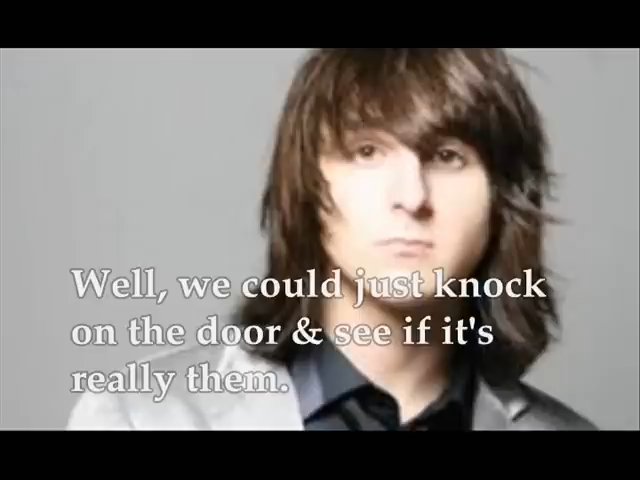 Well, we could just knock
on the door & see if it's
really them.